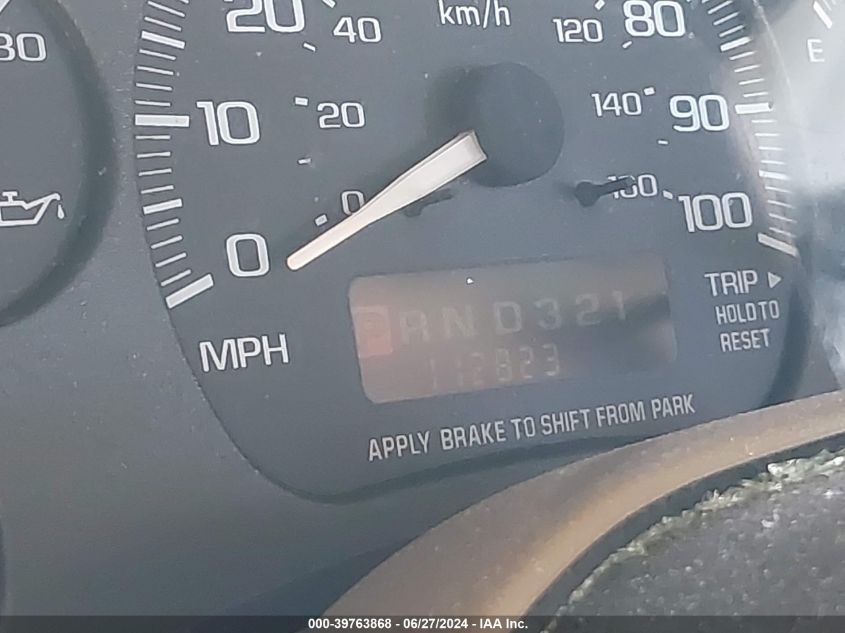 80
20 40 km/h 120 80 E
10 20 140 90
0 0 160 100
TRIP
HOLD TO
RESET
P R N D 3 2 1
112823
MPH
APPLY BRAKE TO SHIFT FROM PARK
000-39763868 - 06/27/2024 - IAA Inc.